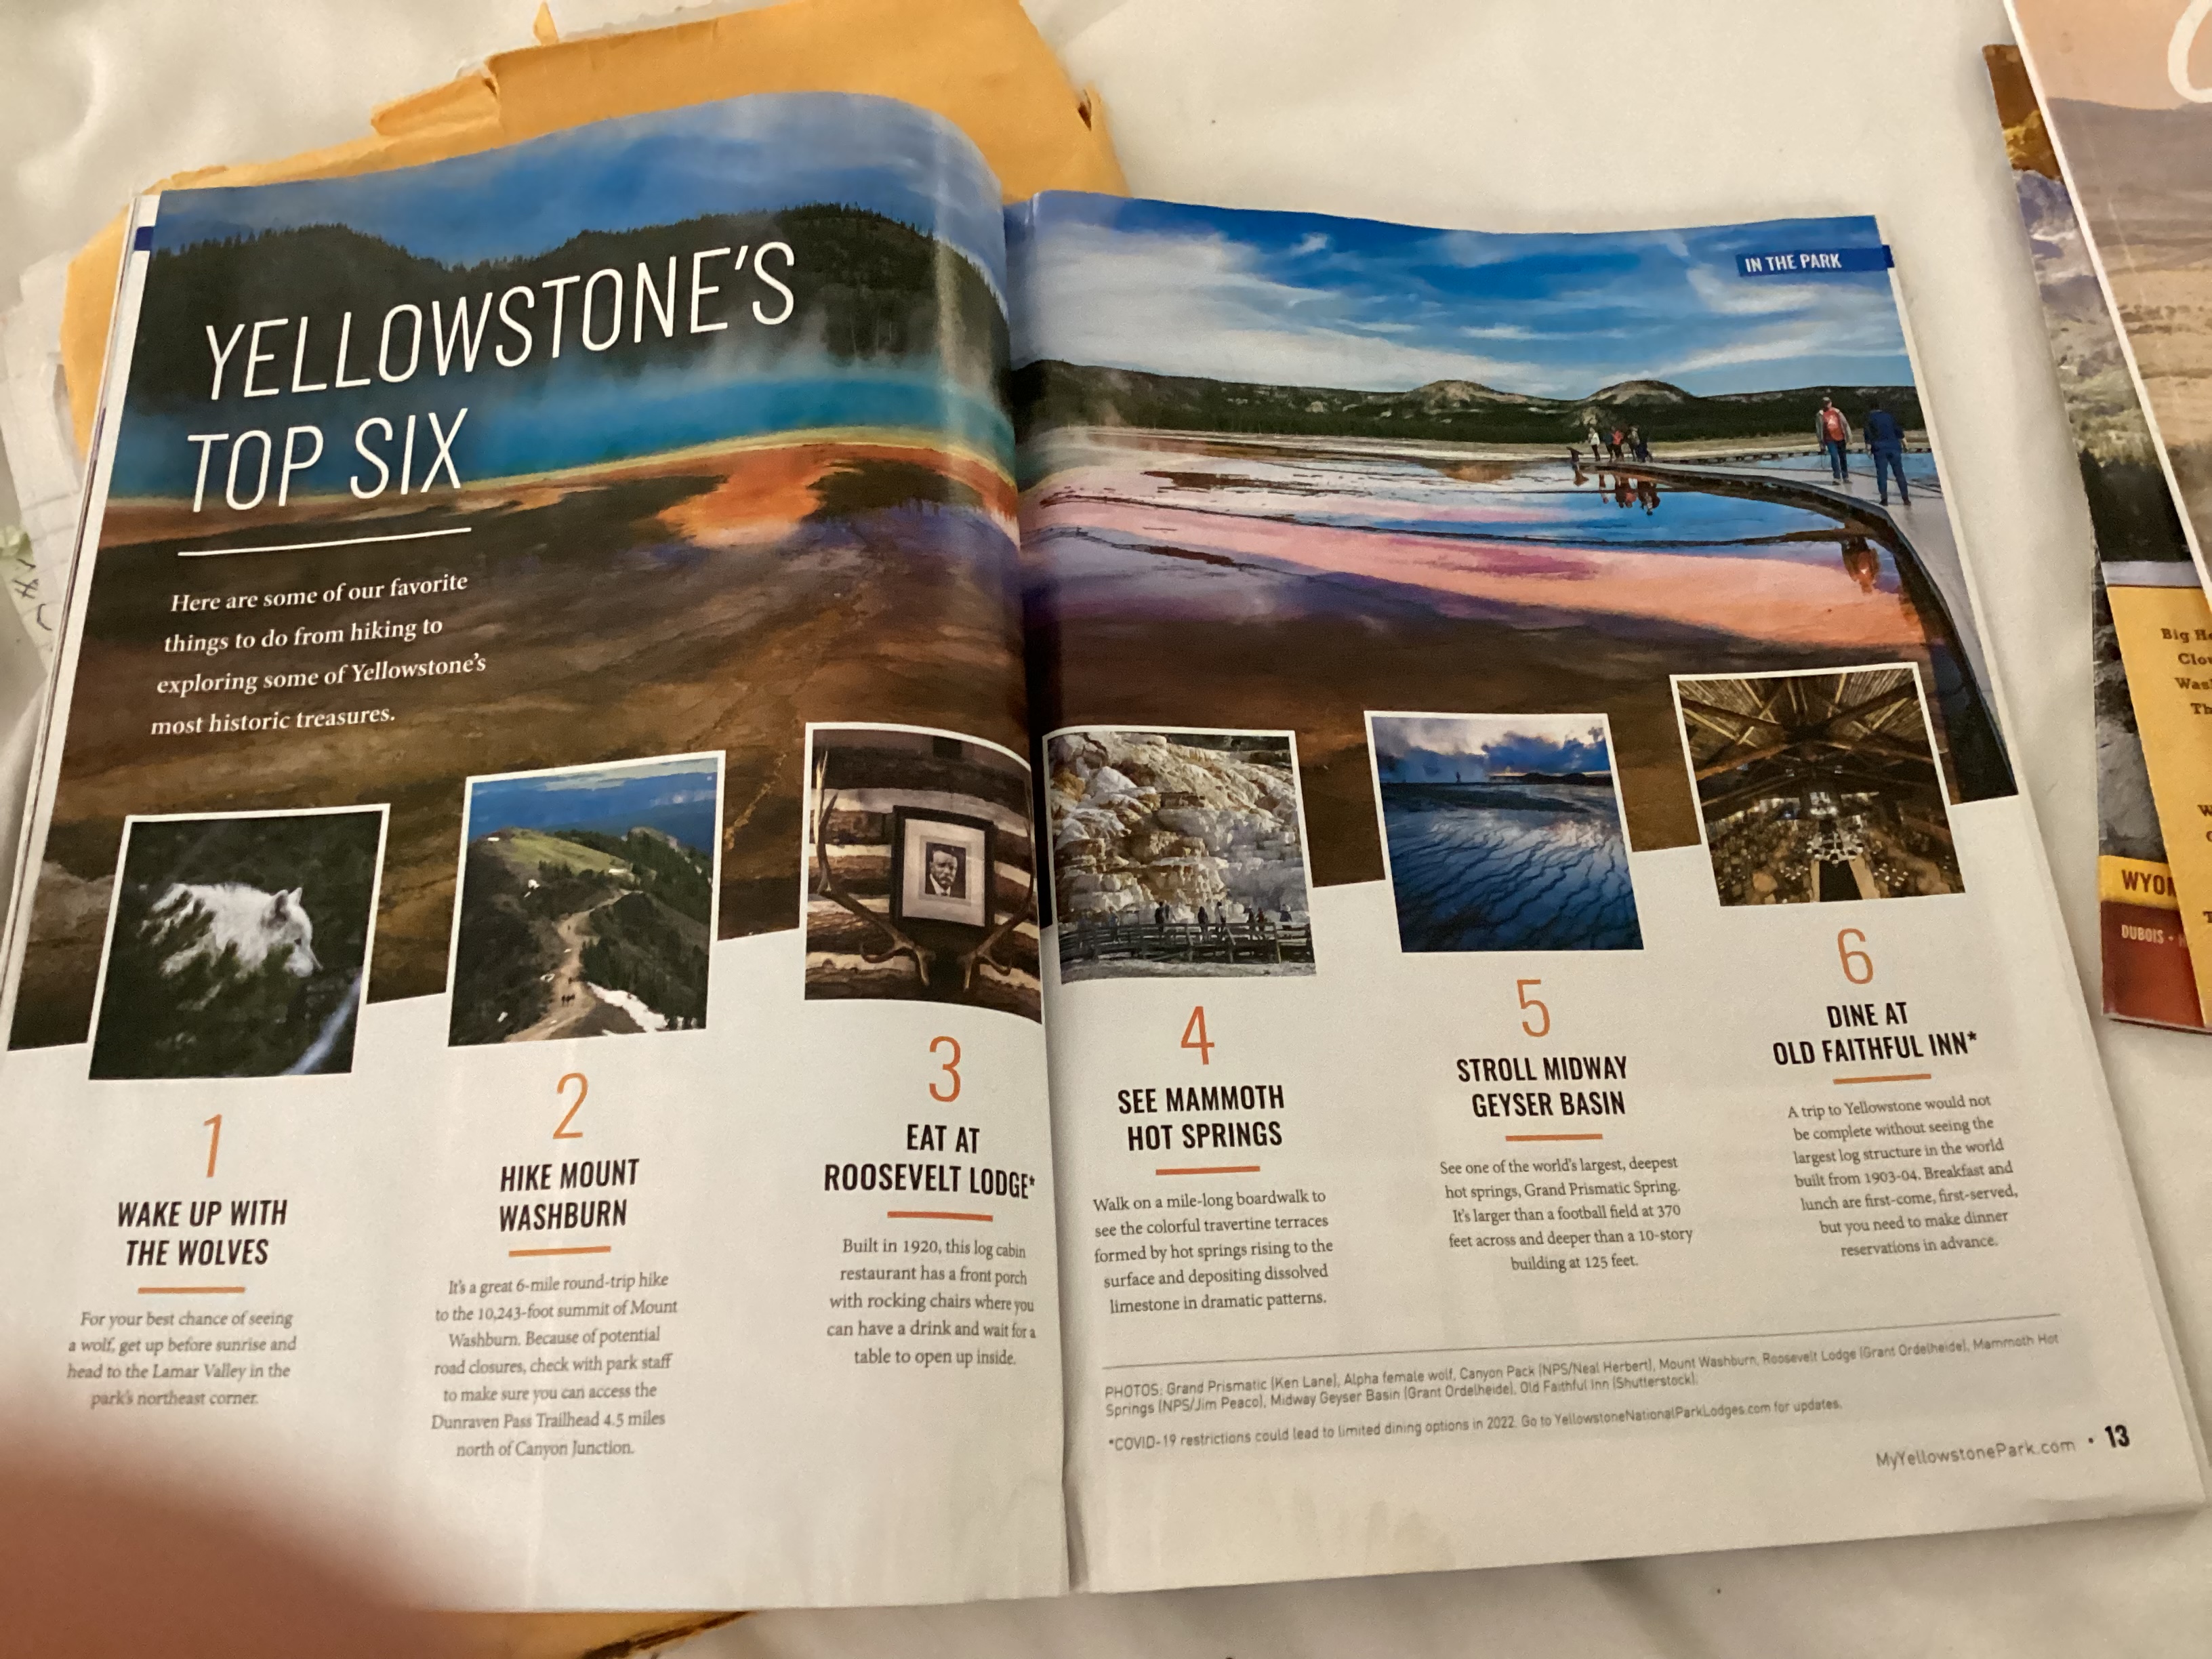 YELLOWSTONE'S
TOP SIX
Here are some of our favorite
things to do from hiking to
exploring some of Yellowstone's
most historic treasures.
IN THE PARK
1
WAKE UP WITH
THE WOLVES
For your best chance of seeing
a wolf, get up before sunrise and
head to the Lamar Valley in the
park's northeast corner.
2
HIKE MOUNT
WASHBURN
It's a great 6-mile round-trip hike
to the 10,243-foot summit of Mount
Washburn. Because of potential
road closures, check with park staff
to make sure you can access the
Dunraven Pass Trailhead 4.5 miles
north of Canyon Junction.
3
EAT AT
ROOSEVELT LODGE*
Built in 1920, this log cabin
restaurant has a front porch
with rocking chairs where you
can have a drink and wait for a
table to open up inside.
4
SEE MAMMOTH
HOT SPRINGS
Walk on a mile-long boardwalk to
see the colorful travertine terraces
formed by hot springs rising to the
surface and depositing dissolved
limestone in dramatic patterns.
5
STROLL MIDWAY
GEYSER BASIN
See one of the world's largest, deepest
hot springs, Grand Prismatic Spring.
It's larger than a football field at 370
feet across and deeper than a 10-story
building at 125 feet.
6
DINE AT
OLD FAITHFUL INN*
A trip to Yellowstone would not
be complete without seeing the
largest log structure in the world
built from 1903-04. Breakfast and
lunch are first-come, first-served,
but you need to make dinner
reservations in advance.
PHOTOS: Grand Prismatic (Ken Lane), Alpha female wolf, Canyon Pack (NPS/Neal Herbert), Mount Washburn, Roosevelt Lodge (Grant Ordelheide), Mammoth Hot
Springs (NPS/Jim Peaco), Midway Geyser Basin (Grant Ordelheide), Old Faithful Inn (Shutterstock).
*COVID-19 restrictions could lead to limited dining options in 2022. Go to YellowstoneNationalParkLodges.com for updates.
MyYellowstonePark.com • 13
Big
DUBOIS •